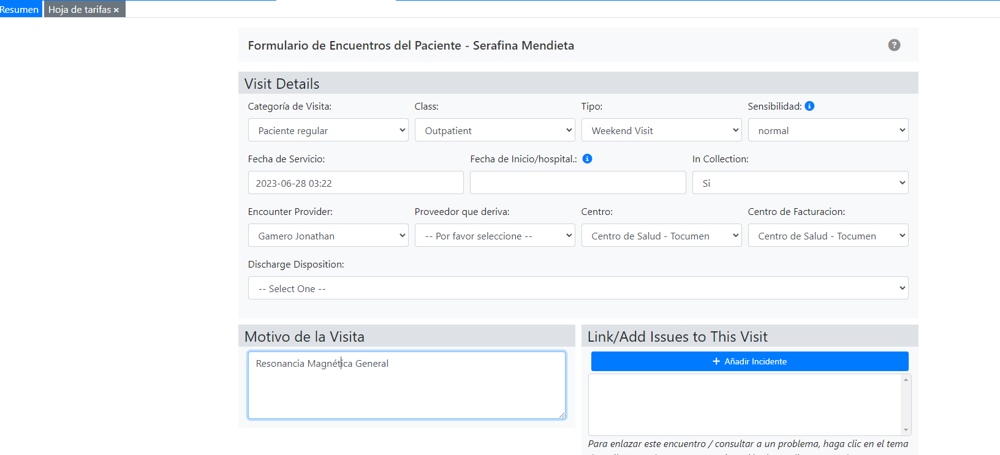 Resumen Hoja de tarifas ×
Formulario de Encuentros del Paciente - Serafina Mendieta
Visit Details
Categoría de Visita: Class: Tipo: Sensibilidad:
Paciente regular Outpatient Weekend Visit normal
Fecha de Servicio: Fecha de Inicio/hospital.: In Collection:
2023-06-28 03:22 Si
Encounter Provider: Proveedor que deriva: Centro: Centro de Facturacion:
Gamero Jonathan -- Por favor seleccione -- Centro de Salud - Tocumen Centro de Salud - Tocumen
Discharge Disposition:
-- Select One --
Motivo de la Visita
Resonancia Magnética General
Link/Add Issues to This Visit
+ Añadir Incidente
Para enlazar este encuentro / consultar a un problema, haga clic en el tema